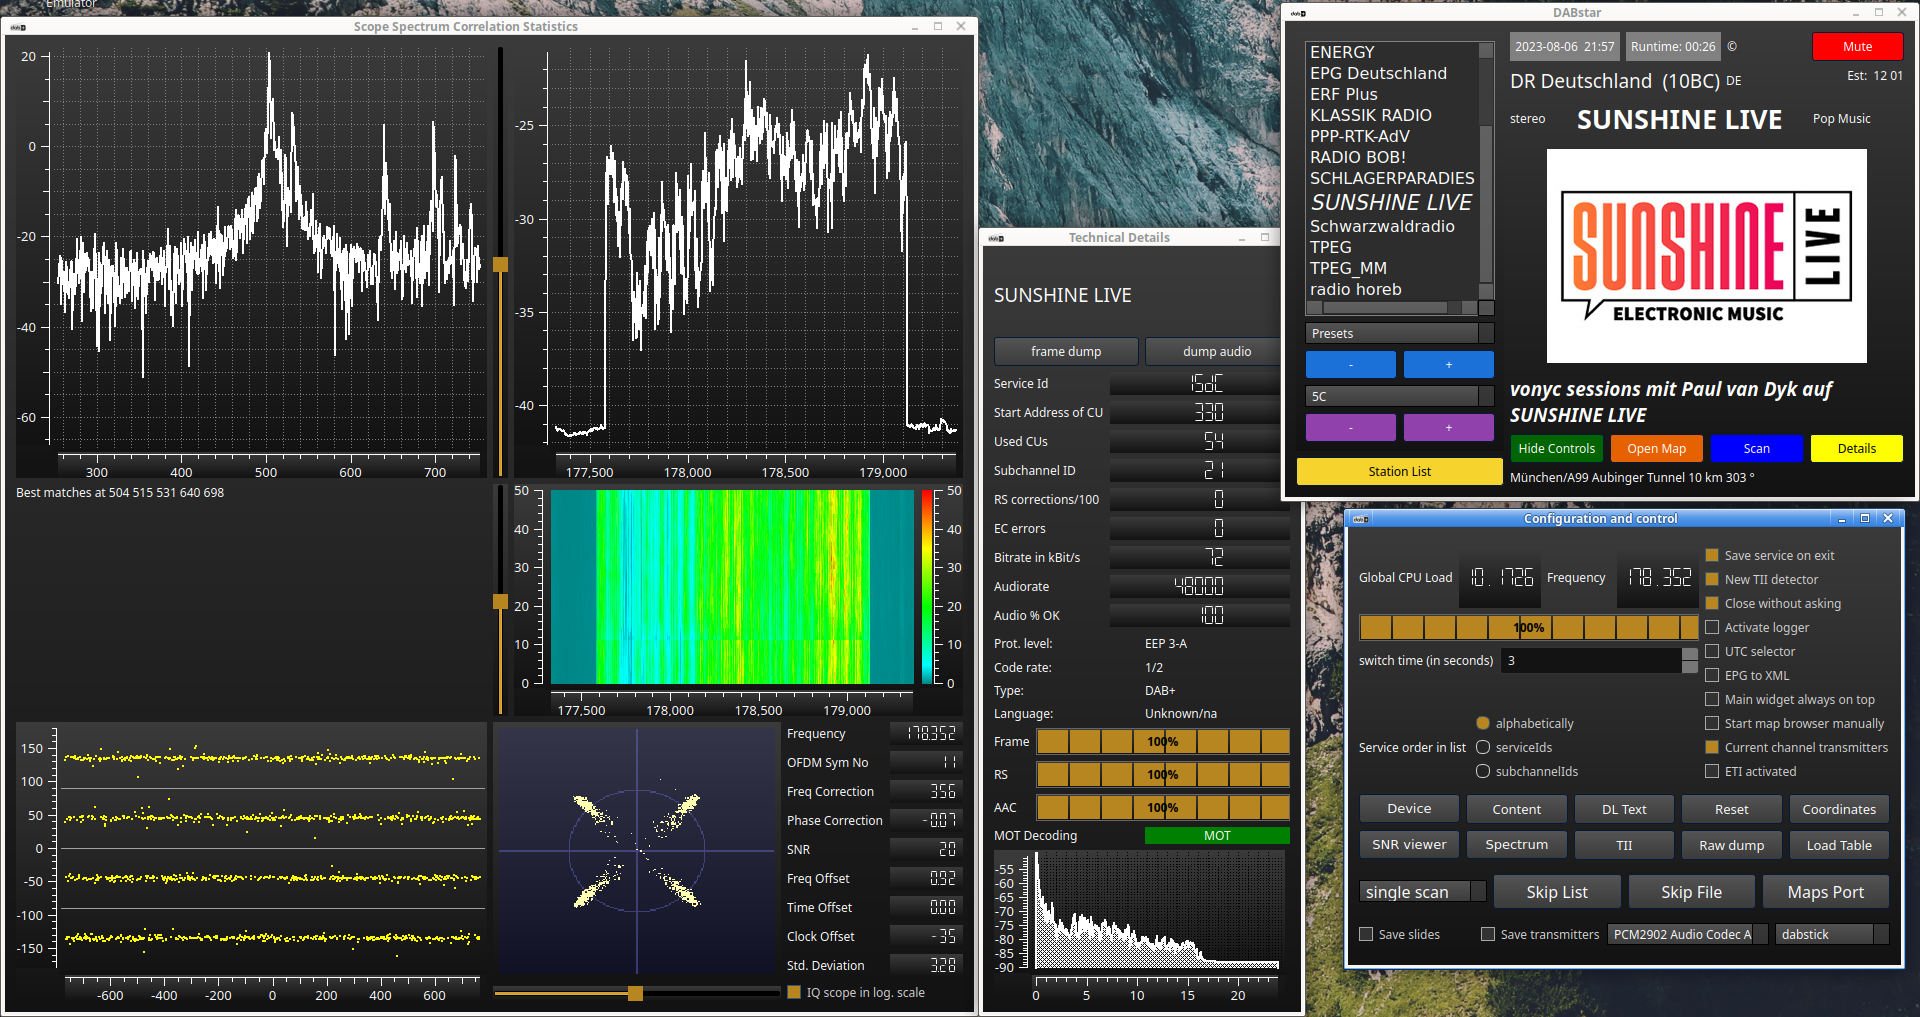 Emulator
Scope Spectrum Correlation Statistics
20
0
-20
-40
-60
300 400 500 600 700
-25
-30
-35
-40
177,500 178,000 178,500 179,000
Best matches at 504 515 531 640 698
50
40
30
20
10
0
177,500 178,000 178,500 179,000
50
40
30
20
10
0
150
100
50
0
-50
-100
-150
-600 -400 -200 0 200 400 600
Frequency 178352
OFDM Sym No 11
Freq Correction 356
Phase Correction -0.07
SNR 20
Freq Offset 0.92
Time Offset 0.00
Clock Offset -35
Std. Deviation 3.28
IQ scope in log. scale
Technical Details
SUNSHINE LIVE
frame dump dump audio
Service Id 15dC
Start Address of CU 330
Used CUs 54
Subchannel ID 21
RS corrections/100 0
EC errors 0
Bitrate in kBit/s 72
Audiorate 48000
Audio % OK 100
Prot. level: EEP 3-A
Code rate: 1/2
Type: DAB+
Language: Unknown/na
Frame 100%
RS 100%
AAC 100%
MOT Decoding MOT
-55
-60
-65
-70
-75
-80
-85
-90
0 5 10 15 20
DABstar
ENERGY
EPG Deutschland
ERF Plus
KLASSIK RADIO
PPP-RTK-AdV
RADIO BOB!
SCHLAGERPARADIES
SUNSHINE LIVE
Schwarzwaldradio
TPEG
TPEG_MM
radio horeb
Presets
- +
5C
- +
Station List
2023-08-06 21:57 Runtime: 00:26 © Mute
DR Deutschland (10BC) DE Est: 12 01
stereo SUNSHINE LIVE Pop Music
SUNSHINE LIVE
ELECTRONIC MUSIC
vonyc sessions mit Paul van Dyk auf
SUNSHINE LIVE
Hide Controls Open Map Scan Details
München/A99 Aubinger Tunnel 10 km 303 °
Configuration and control
Global CPU Load 10.1726 Frequency 178.352
100%
switch time (in seconds) 3
Service order in list
alphabetically
serviceIds
subchannelIds
Save service on exit
New TII detector
Close without asking
Activate logger
UTC selector
EPG to XML
Main widget always on top
Start map browser manually
Current channel transmitters
ETI activated
Device Content DL Text Reset Coordinates
SNR viewer Spectrum TII Raw dump Load Table
single scan Skip List Skip File Maps Port
Save slides Save transmitters PCM2902 Audio Codec A dabstick